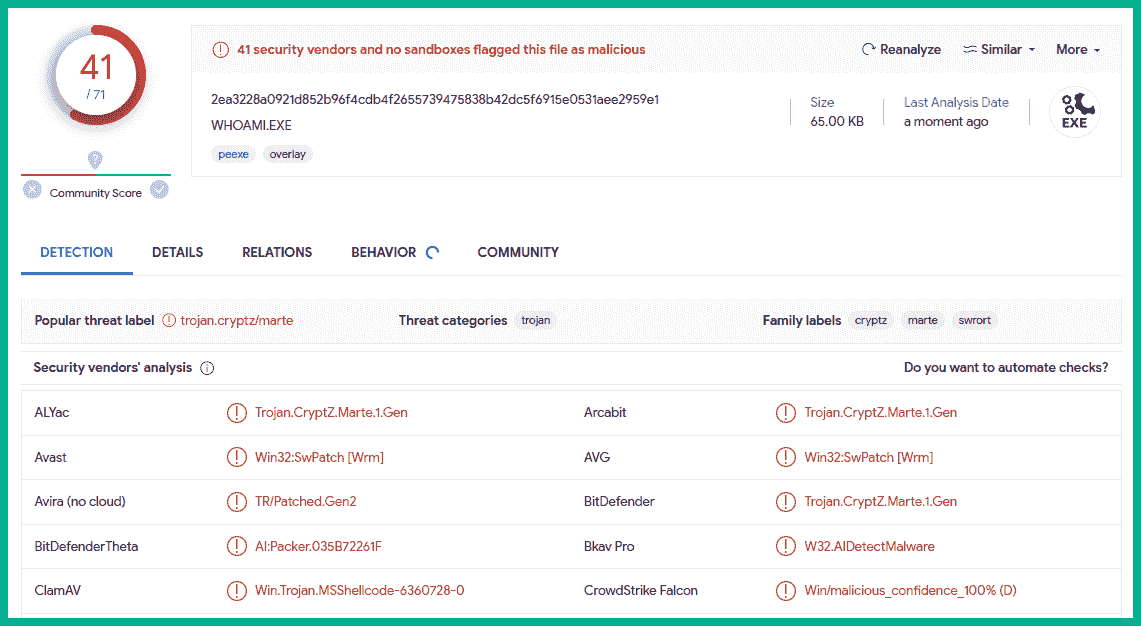 41
/ 71
Community Score
41 security vendors and no sandboxes flagged this file as malicious
Reanalyze Similar More
2ea3228a0921d852b96f4cdb4f2655739475838b42dc5f6915e0531aee2959e1
WHOAMI.EXE
peexe overlay
Size
65.00 KB
Last Analysis Date
a moment ago
EXE
DETECTION DETAILS RELATIONS BEHAVIOR COMMUNITY
Popular threat label trojan.cryptz/marte Threat categories trojan Family labels cryptz marte swrort
Security vendors' analysis Do you want to automate checks?
ALYac Trojan.CryptZ.Marte.1.Gen Arcabit Trojan.CryptZ.Marte.1.Gen
Avast Win32:SwPatch [Wrm] AVG Win32:SwPatch [Wrm]
Avira (no cloud) TR/Patched.Gen2 BitDefender Trojan.CryptZ.Marte.1.Gen
BitDefenderTheta AI:Packer.035B72261F Bkav Pro W32.AIDetectMalware
ClamAV Win.Trojan.MSShellcode-6360728-0 CrowdStrike Falcon Win/malicious_confidence_100% (D)